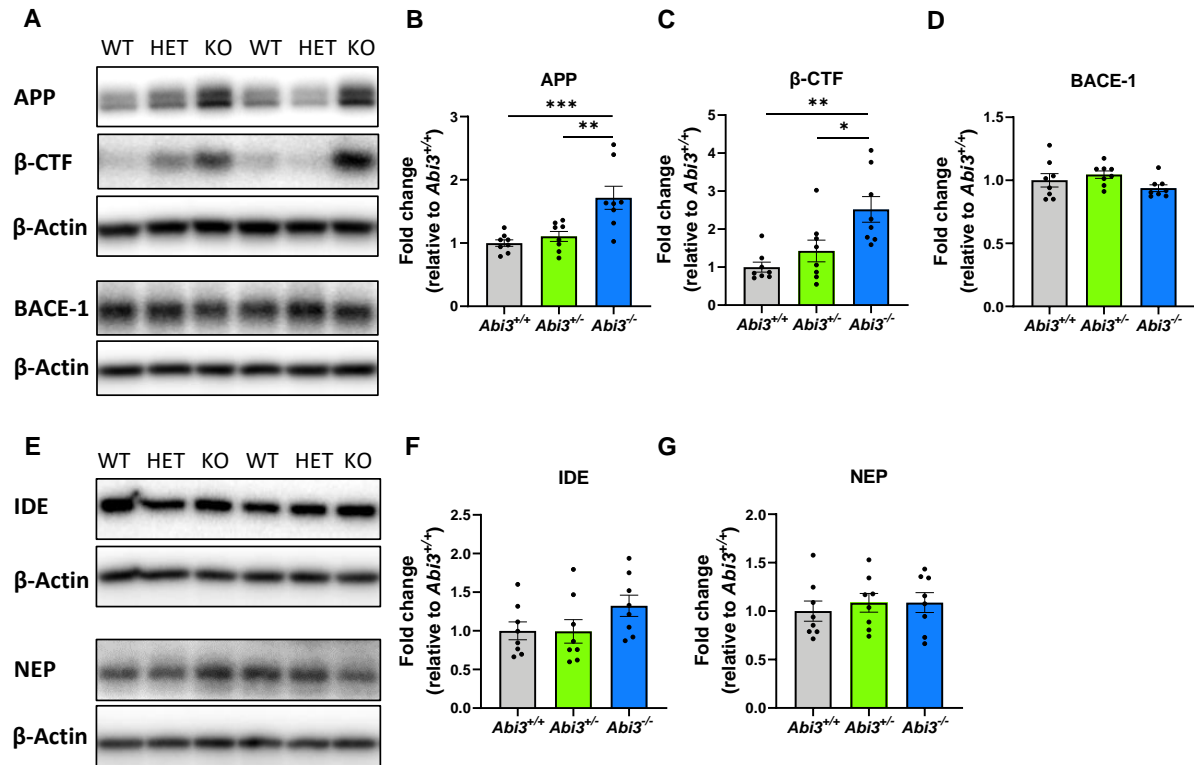 A
WT HET KO WT HET KO
APP
β-CTF
β-Actin
BACE-1
β-Actin
B
APP
Fold change
(relative to Abi3+/+)
3
2
1
0
***
**
Abi3+/+ Abi3+/- Abi3-/-
C
β-CTF
Fold change
(relative to Abi3+/+)
5
4
3
2
1
0
**
*
Abi3+/+ Abi3+/- Abi3-/-
D
BACE-1
Fold change
(relative to Abi3+/+)
1.5
1.0
0.5
0.0
Abi3+/+ Abi3+/- Abi3-/-
E
WT HET KO WT HET KO
IDE
β-Actin
NEP
β-Actin
F
IDE
Fold change
(relative to Abi3+/+)
2.5
2.0
1.5
1.0
0.5
0.0
Abi3+/+ Abi3+/- Abi3-/-
G
NEP
Fold change
(relative to Abi3+/+)
2.0
1.5
1.0
0.5
0.0
Abi3+/+ Abi3+/- Abi3-/-